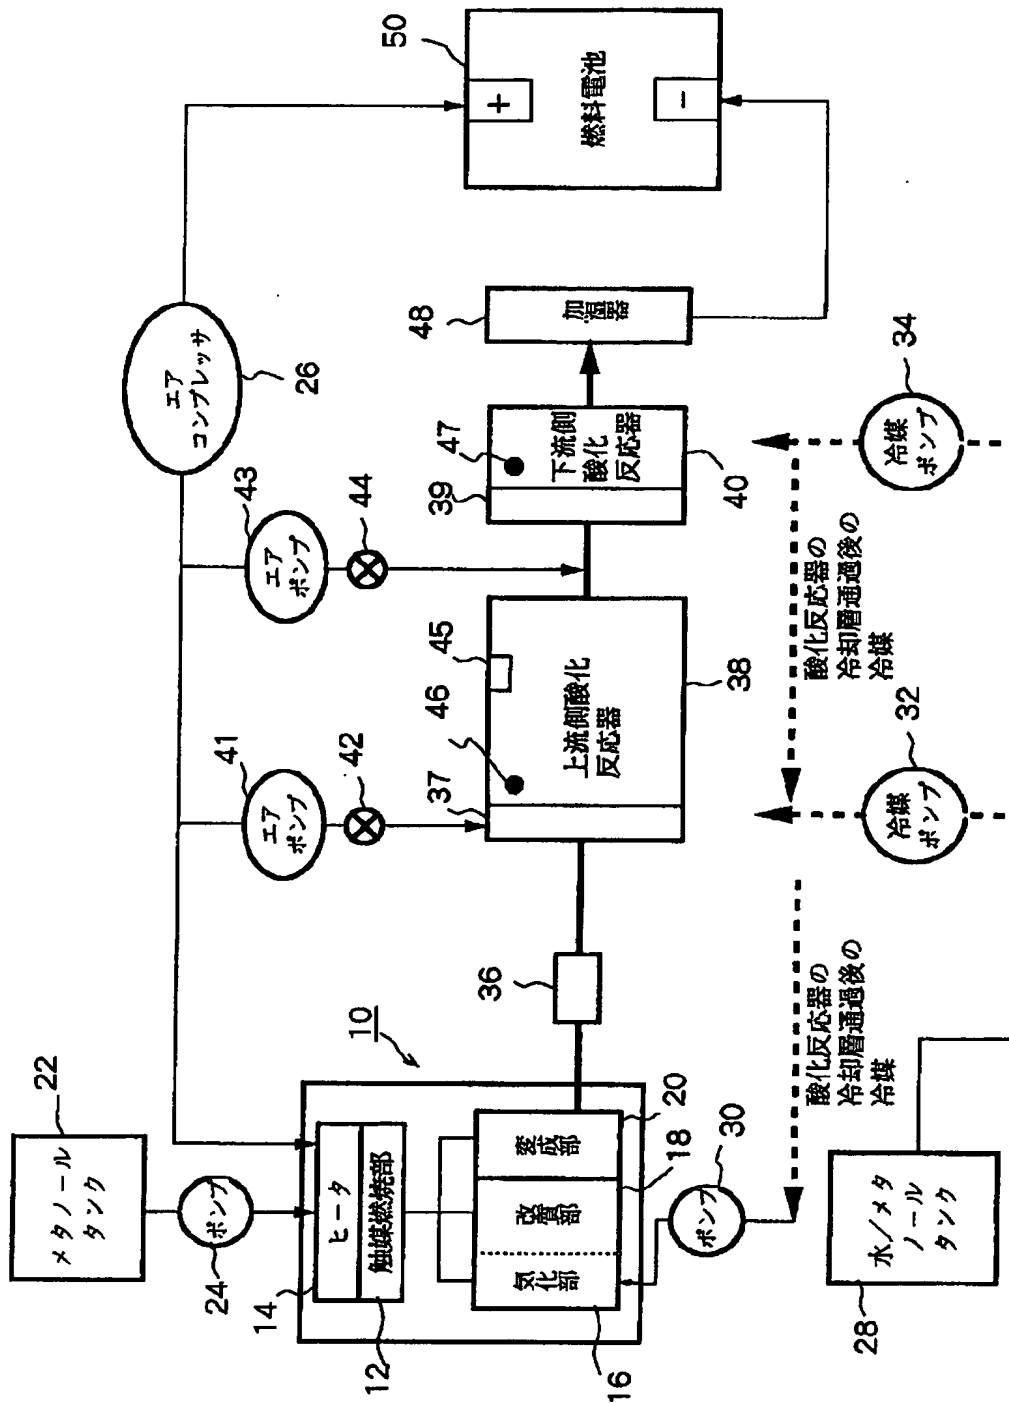 メタノール
タンク
22
ポンプ
24
10
14
ヒータ
触媒燃焼部
12
気化部
改質部
変成部
16
18
20
ポンプ
30
水/メタ
ノール
タンク
28
36
エア
コンプレッサ
26
エア
ポンプ
41
42
エア
ポンプ
43
44
37
46
45
上流側酸化
反応器
38
39
47
下流側
酸化
反応器
40
48
加湿器
50
+
燃料電池
-
冷媒
ポンプ
32
冷媒
ポンプ
34
酸化反応器の
冷却層通過後の
冷媒
酸化反応器の
冷却層通過後の
冷媒